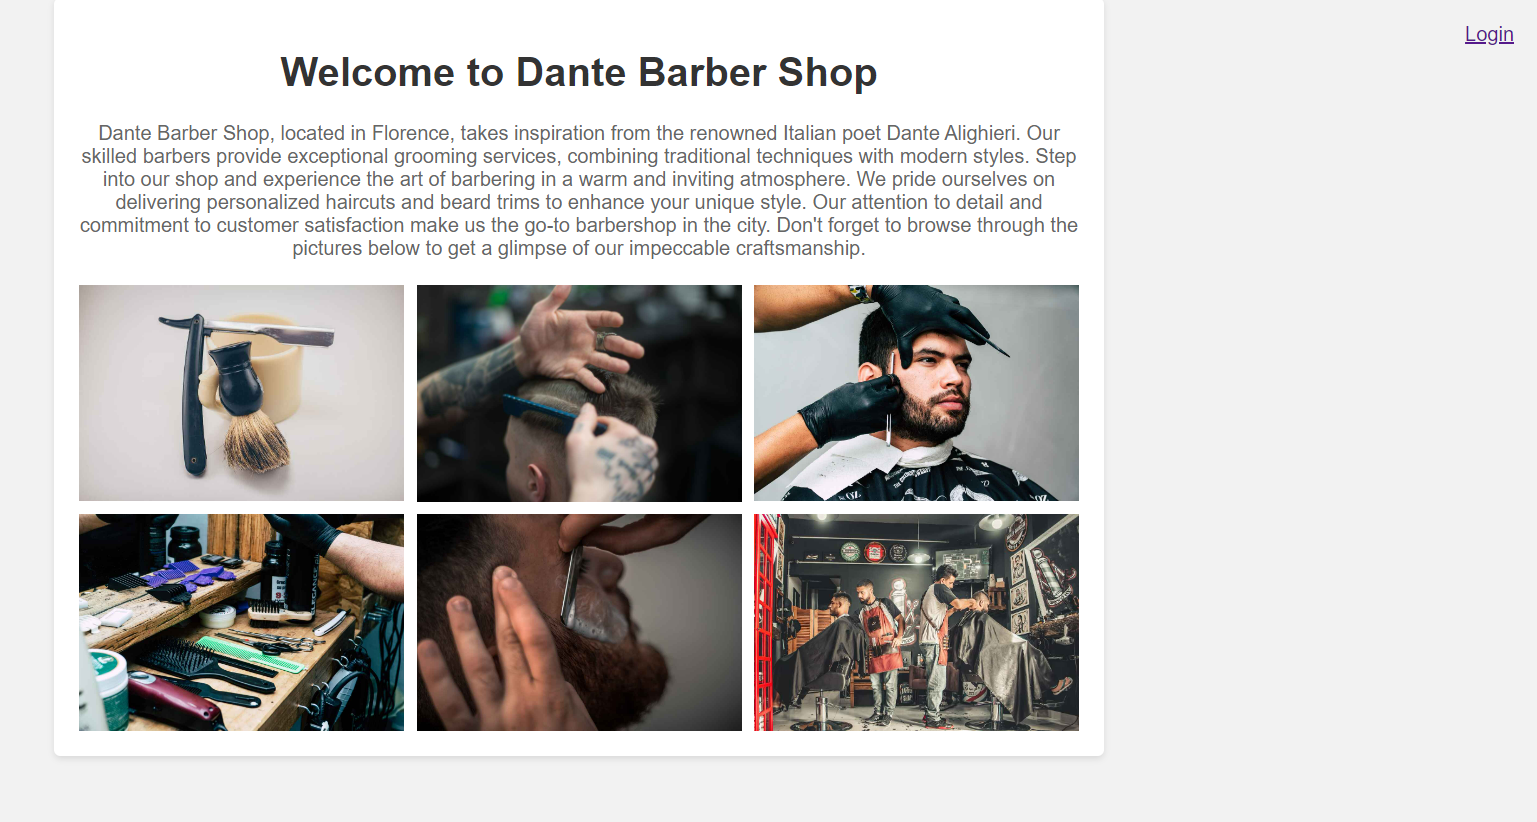 Login
Welcome to Dante Barber Shop
Dante Barber Shop, located in Florence, takes inspiration from the renowned Italian poet Dante Alighieri. Our
skilled barbers provide exceptional grooming services, combining traditional techniques with modern styles. Step
into our shop and experience the art of barbering in a warm and inviting atmosphere. We pride ourselves on
delivering personalized haircuts and beard trims to enhance your unique style. Our attention to detail and
commitment to customer satisfaction make us the go-to barbershop in the city. Don't forget to browse through the
pictures below to get a glimpse of our impeccable craftsmanship.